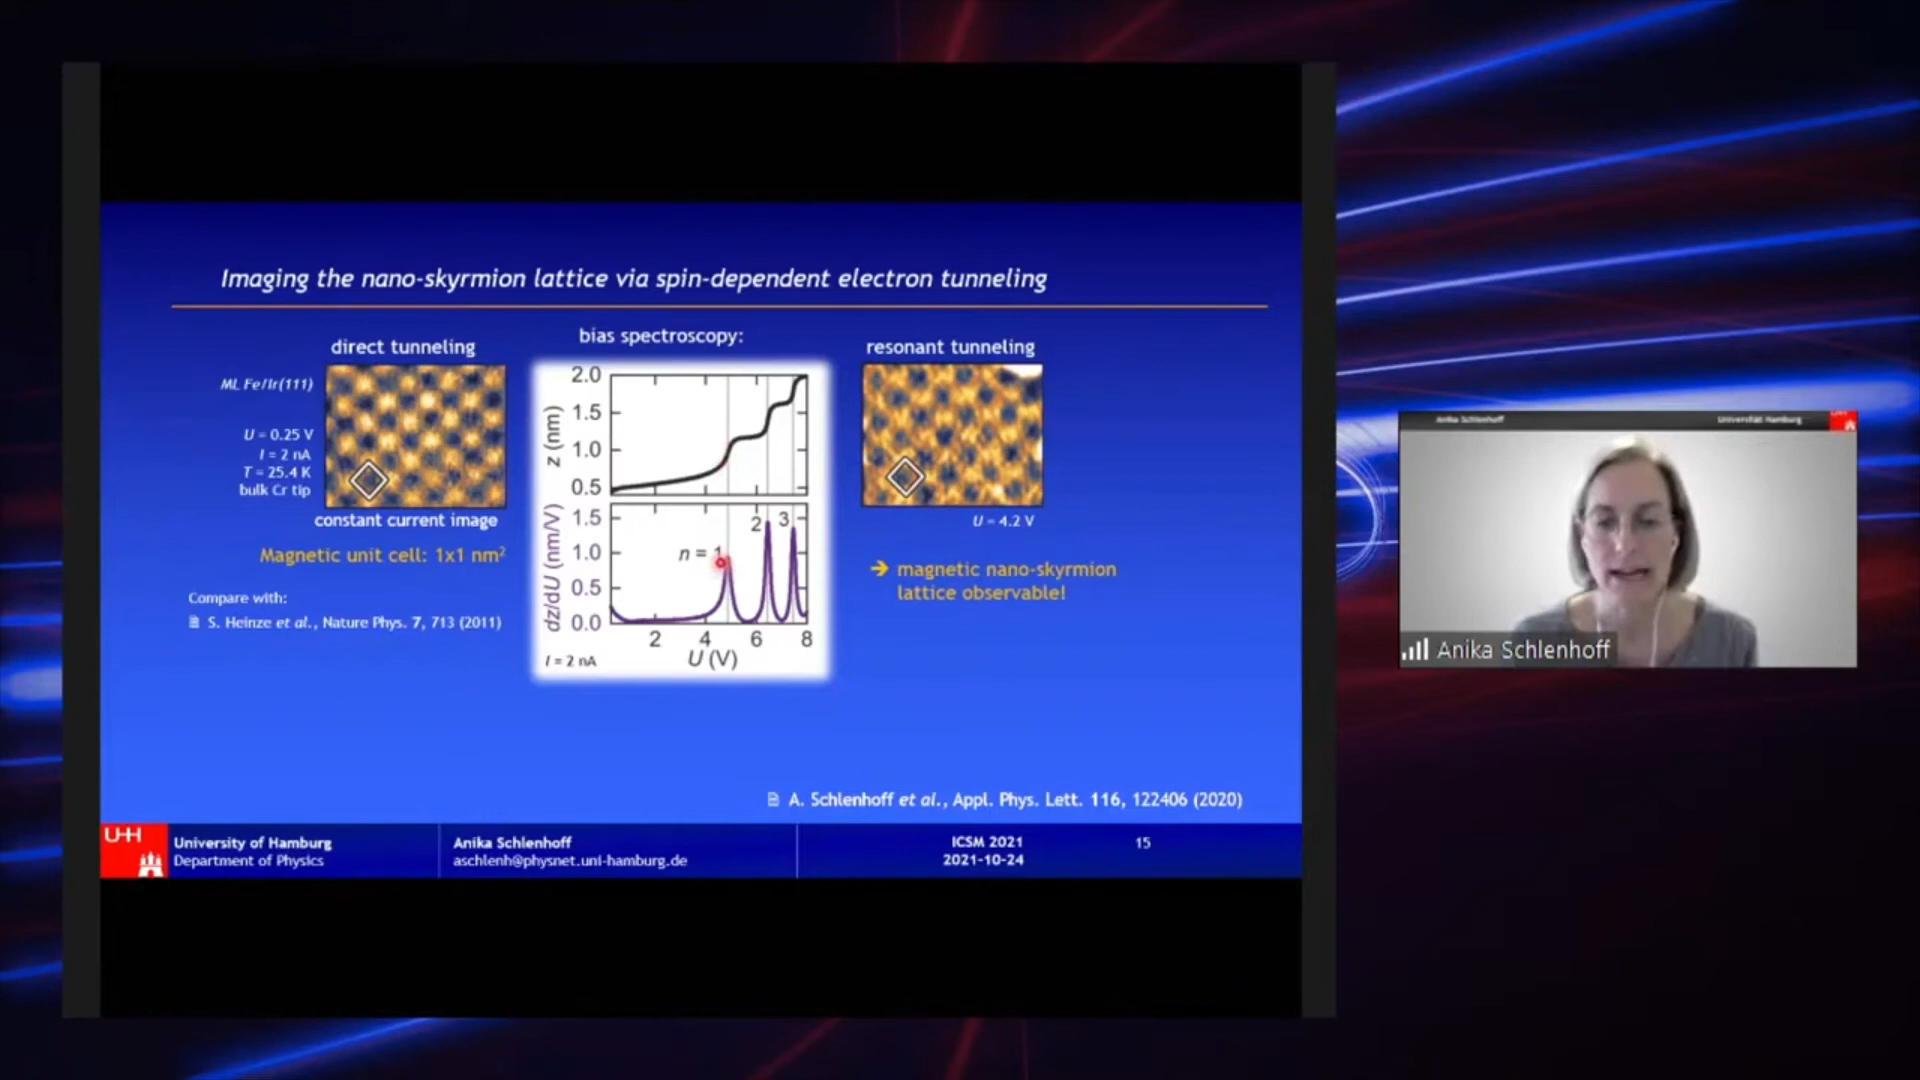 Imaging the nano-skyrmion lattice via spin-dependent electron tunneling
direct tunneling
ML Fe/Ir(111)
U = 0.25 V
I = 2 nA
T = 25.4 K
bulk Cr tip
constant current image
Magnetic unit cell: 1x1 nm²
Compare with:
S. Heinze et al., Nature Phys. 7, 713 (2011)
bias spectroscopy:
2.0
1.5
1.0
0.5
z (nm)
1.5
1.0
0.5
0.0
dz/dU (nm/V)
n = 1
2
3
2 4 6 8
U (V)
I = 2 nA
resonant tunneling
U = 4.2 V
→ magnetic nano-skyrmion
lattice observable!
A. Schlenhoff et al., Appl. Phys. Lett. 116, 122406 (2020)
UHH
University of Hamburg
Department of Physics
Anika Schlenhoff
aschlenh@physnet.uni-hamburg.de
ICSM 2021
2021-10-24
15
Anika Schlenhoff
Universität Hamburg
Anika Schlenhoff